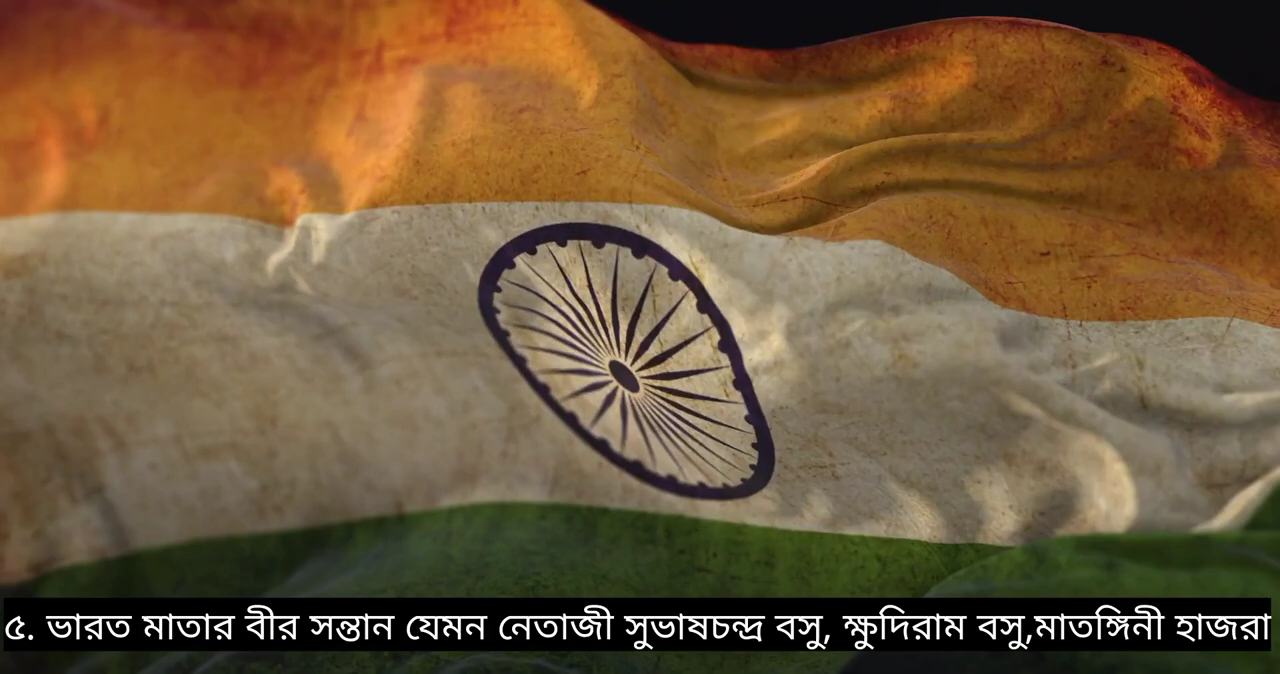 ৫. ভারত মাতার বীর সন্তান যেমন নেতাজী সুভাষচন্দ্র বসু, ক্ষুদিরাম বসু,মাতঙ্গিনী হাজরা